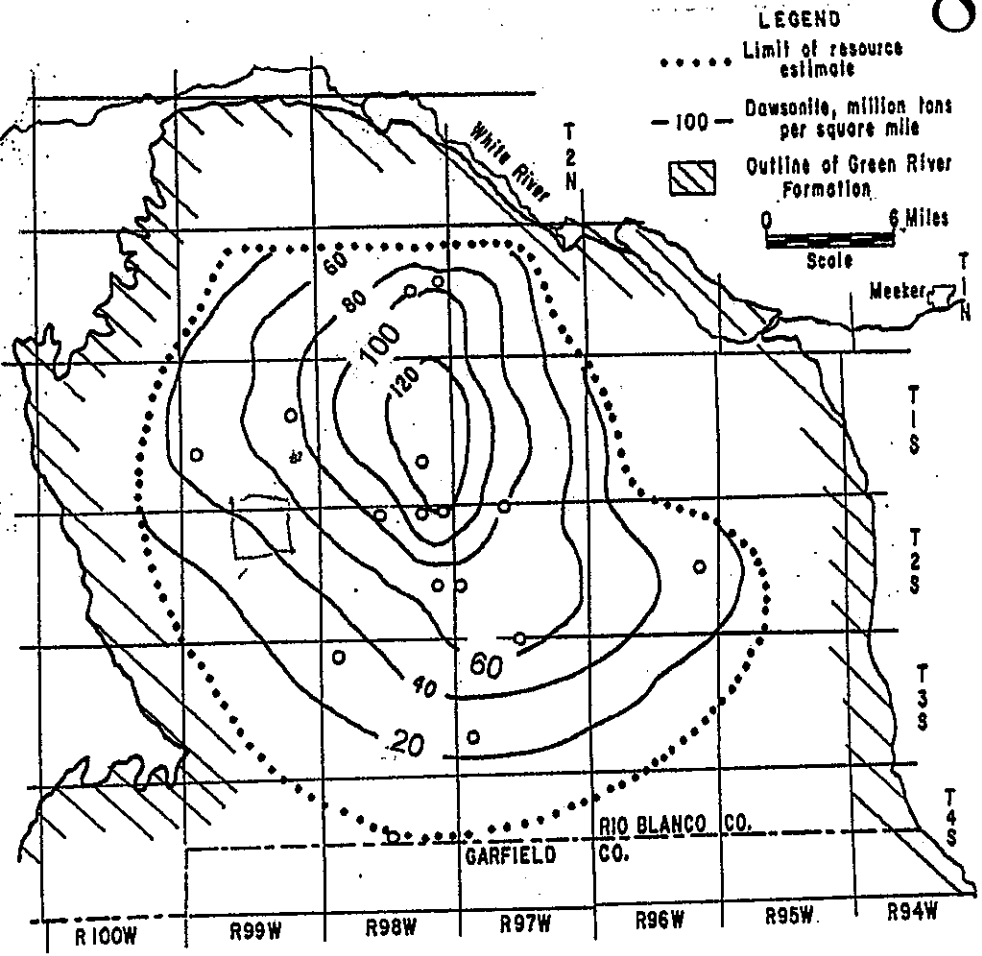 8
LEGEND
Limit of resource
estimate
—100— Dawsonite, million tons
per square mile
Outline of Green River
Formation
0 6 Miles
Scale
White River
T
2
N
Meeker
T
1
N
60
80
100
120
T
1
S
T
2
S
60
40
20
T
3
S
T
4
S
RIO BLANCO CO.
GARFIELD CO.
R100W R99W R98W R97W R96W R95W. R94W